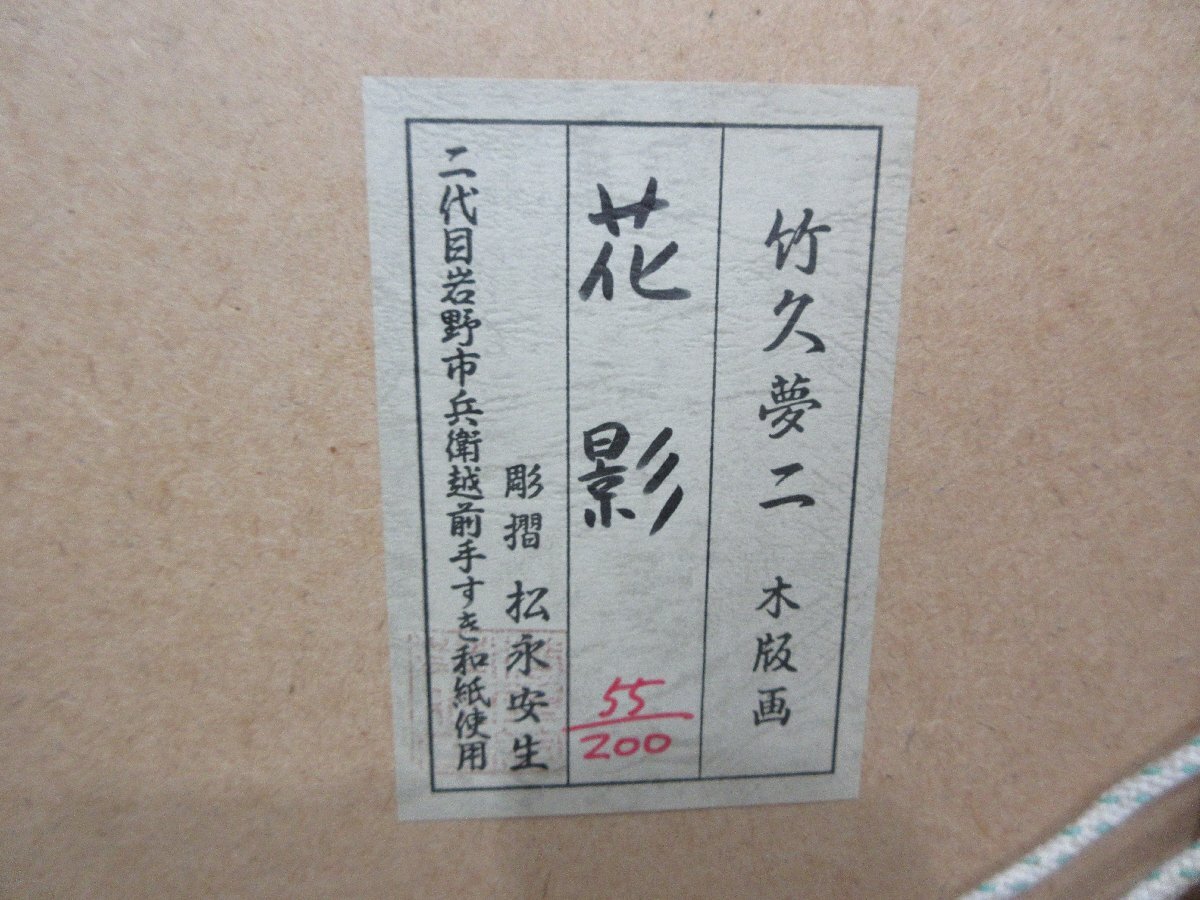 竹久夢二　木版画
花影
55/200
彫摺　松永安生
二代目岩野市兵衛越前手すき和紙使用